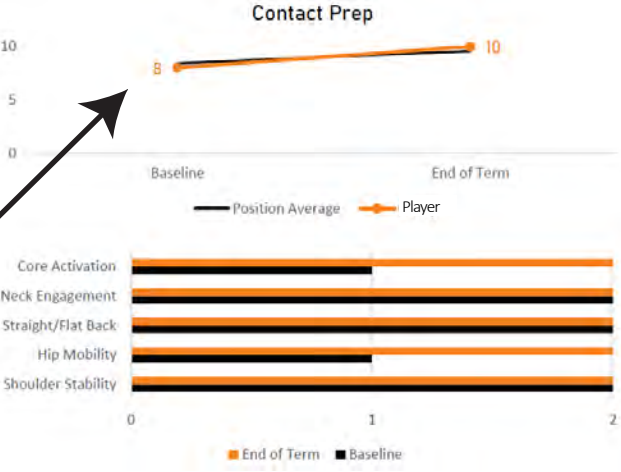 Contact Prep
10
8
10
5
0
Baseline
End of Term
Position Average
Player
Core Activation
Neck Engagement
Straight/Flat Back
Hip Mobility
Shoulder Stability
0
1
2
End of Term
Baseline